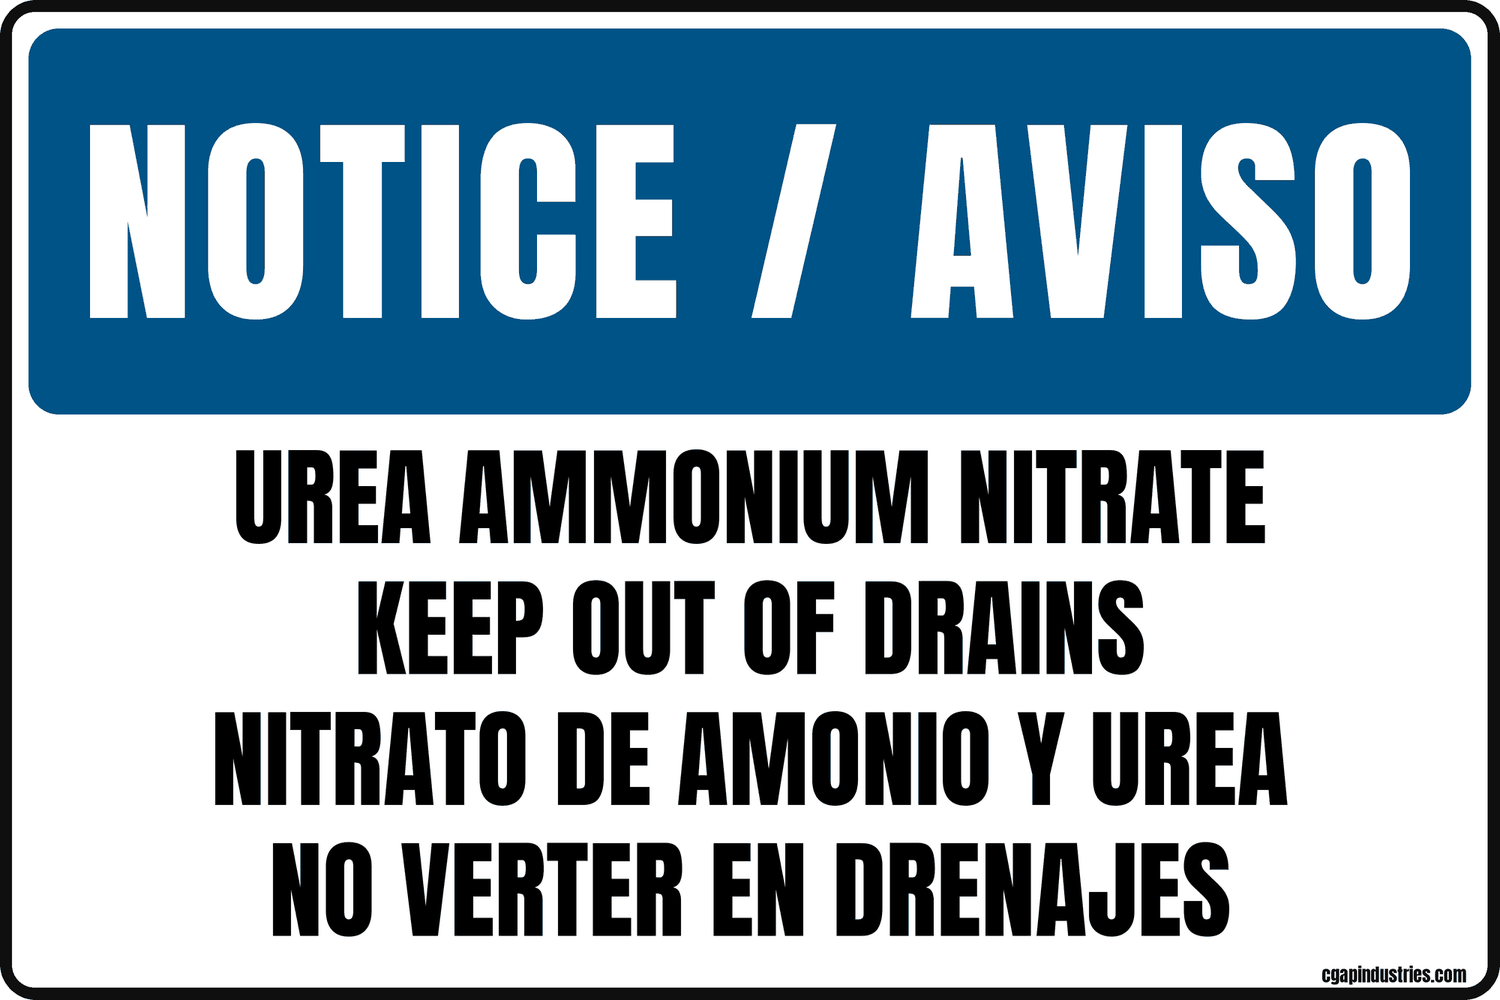 NOTICE / AVISO
UREA AMMONIUM NITRATE
KEEP OUT OF DRAINS
NITRATO DE AMONIO Y UREA
NO VERTER EN DRENAJES
cgapindustries.com